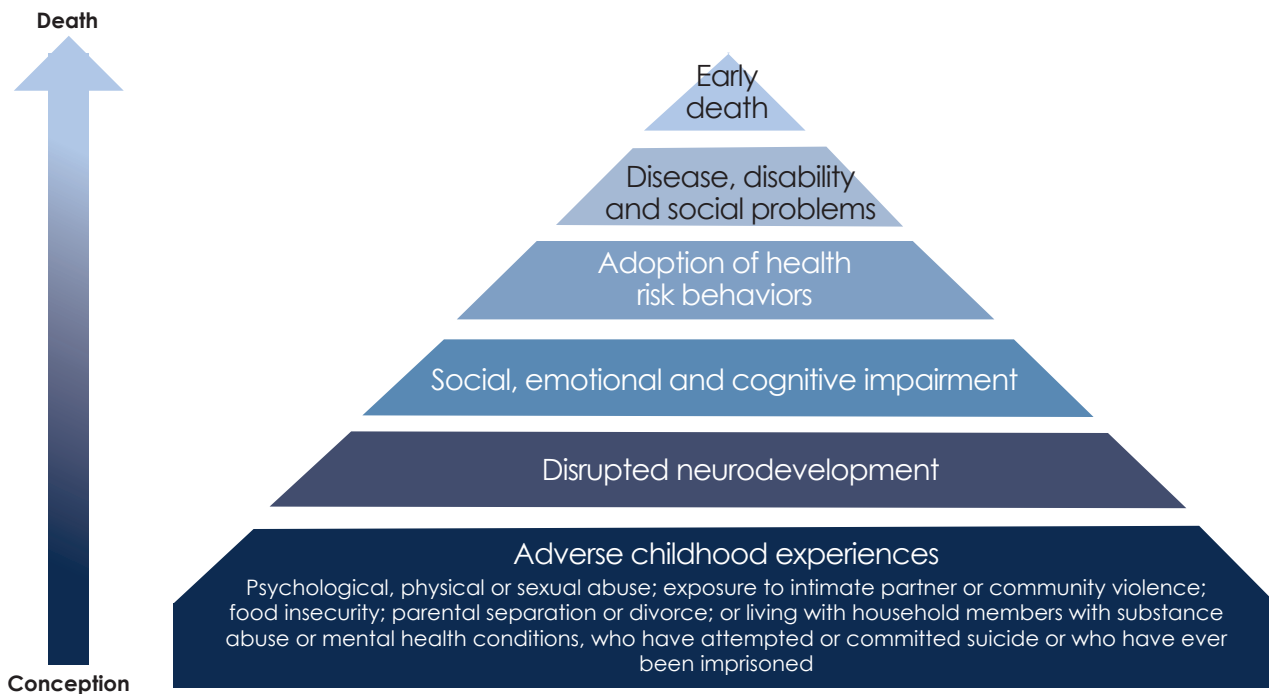 Death
Early
death
Disease, disability
and social problems
Adoption of health
risk behaviors
Social, emotional and cognitive impairment
Disrupted neurodevelopment
Adverse childhood experiences
Psychological, physical or sexual abuse; exposure to intimate partner or community violence;
food insecurity; parental separation or divorce; or living with household members with substance
abuse or mental health conditions, who have attempted or committed suicide or who have ever
been imprisoned
Conception